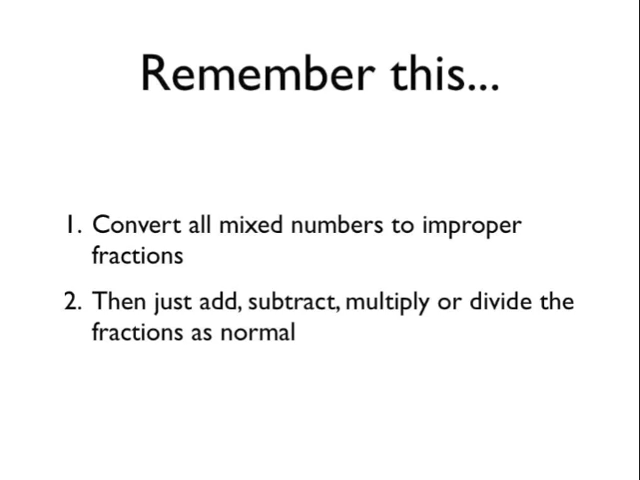 Remember this...
1. Convert all mixed numbers to improper
fractions
2. Then just add, subtract, multiply or divide the
fractions as normal